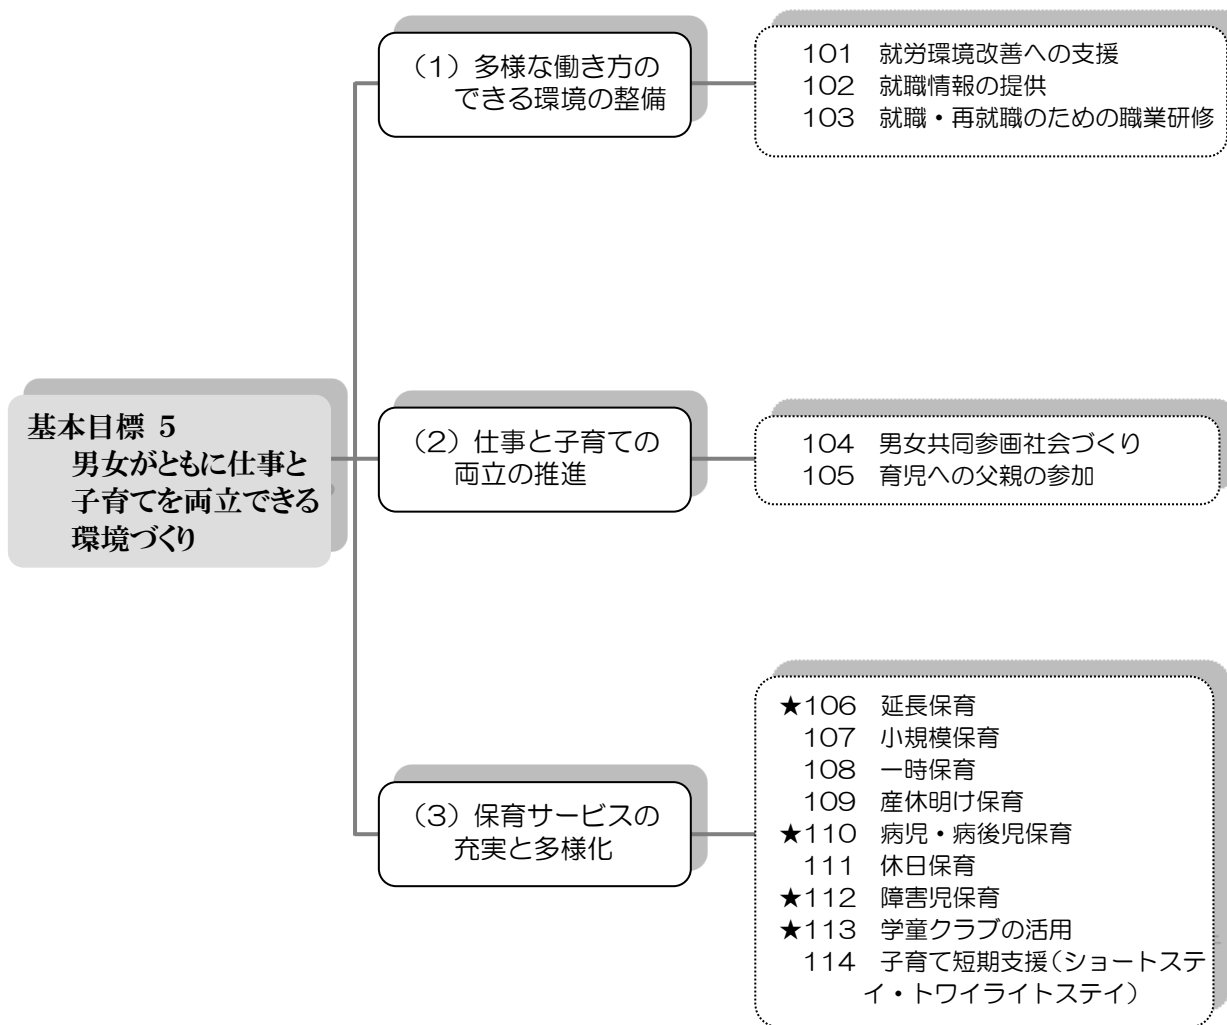 基本目標 5
男女がともに仕事と
子育てを両立できる
環境づくり
（1）多様な働き方の
できる環境の整備
101 就労環境改善への支援
102 就職情報の提供
103 就職・再就職のための職業研修
（2）仕事と子育ての
両立の推進
104 男女共同参画社会づくり
105 育児への父親の参加
（3）保育サービスの
充実と多様化
★106 延長保育
107 小規模保育
108 一時保育
109 産休明け保育
★110 病児・病後児保育
111 休日保育
★112 障害児保育
★113 学童クラブの活用
114 子育て短期支援（ショートステ
イ・トワイライトステイ）